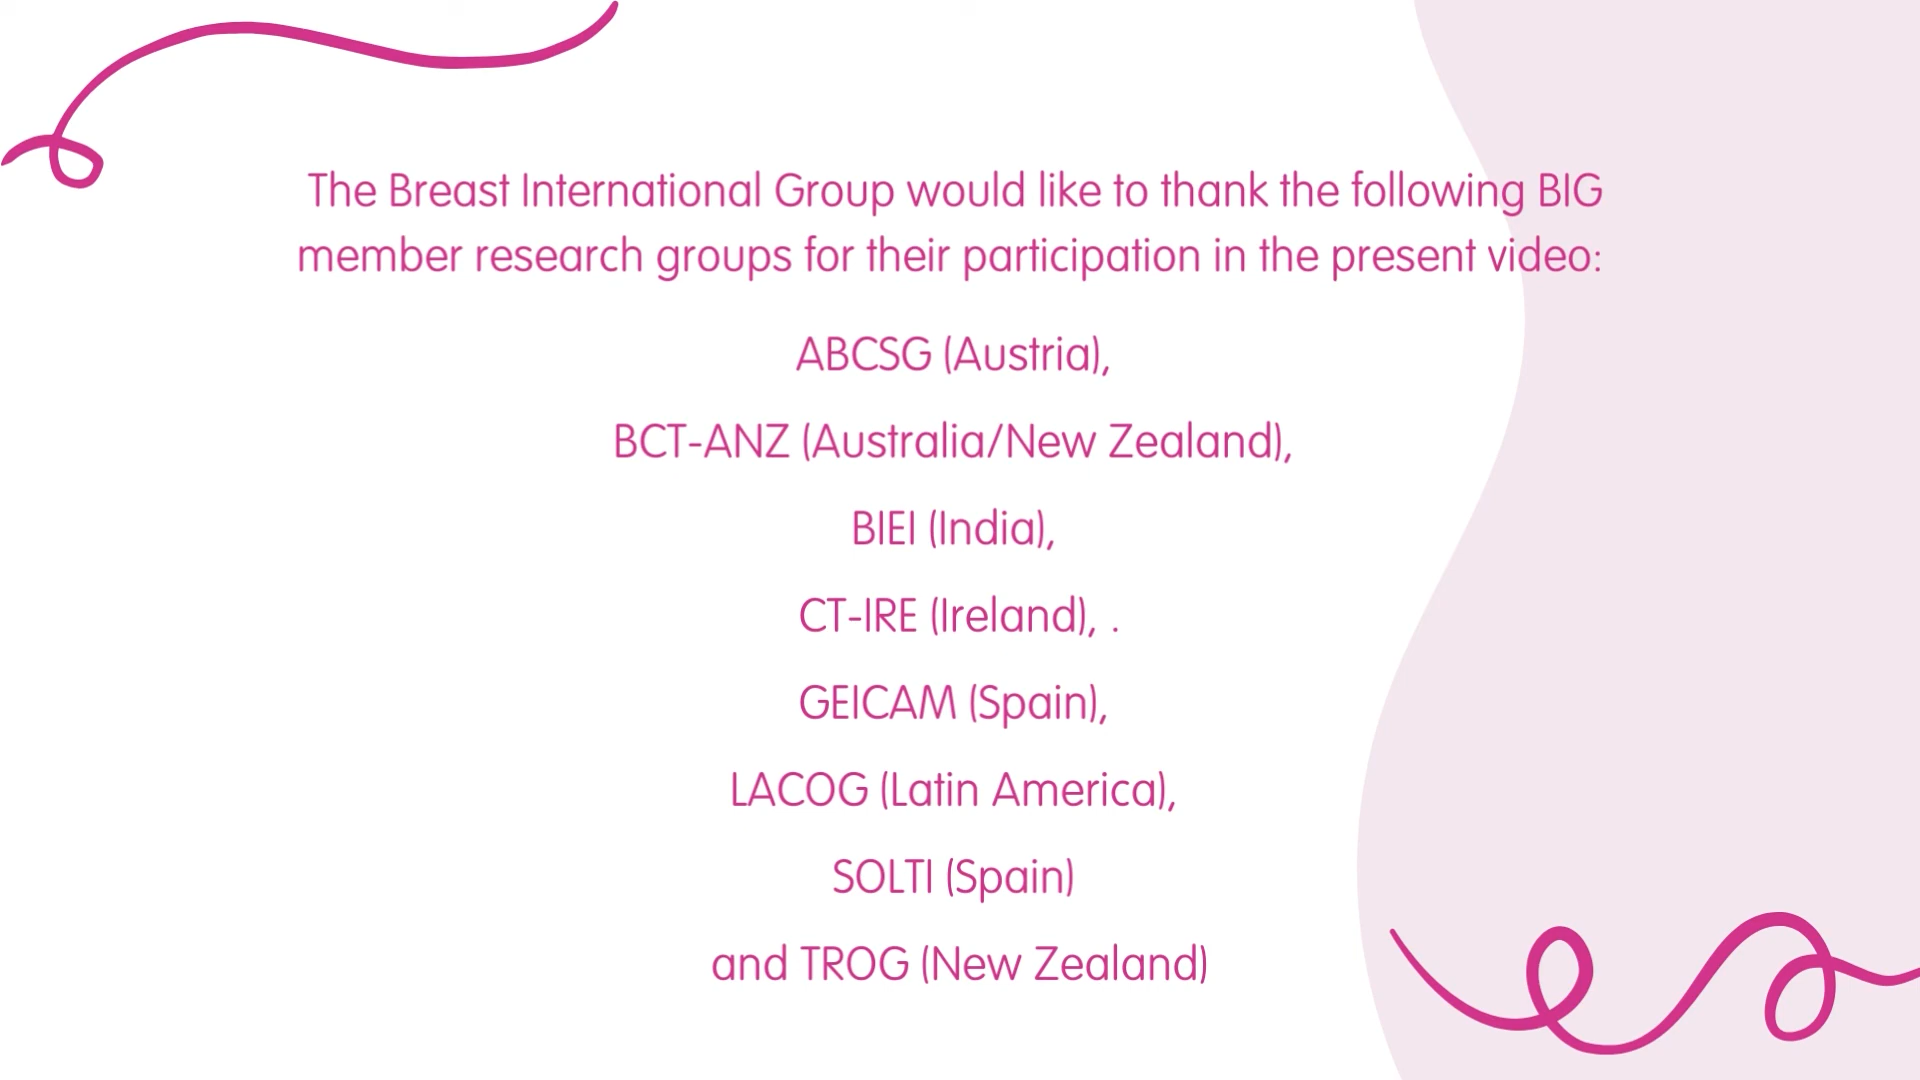 The Breast International Group would like to thank the following BIG
member research groups for their participation in the present video:
ABCSG (Austria),
BCT-ANZ (Australia/New Zealand),
BIEI (India),
CT-IRE (Ireland), .
GEICAM (Spain),
LACOG (Latin America),
SOLTI (Spain)
and TROG (New Zealand)